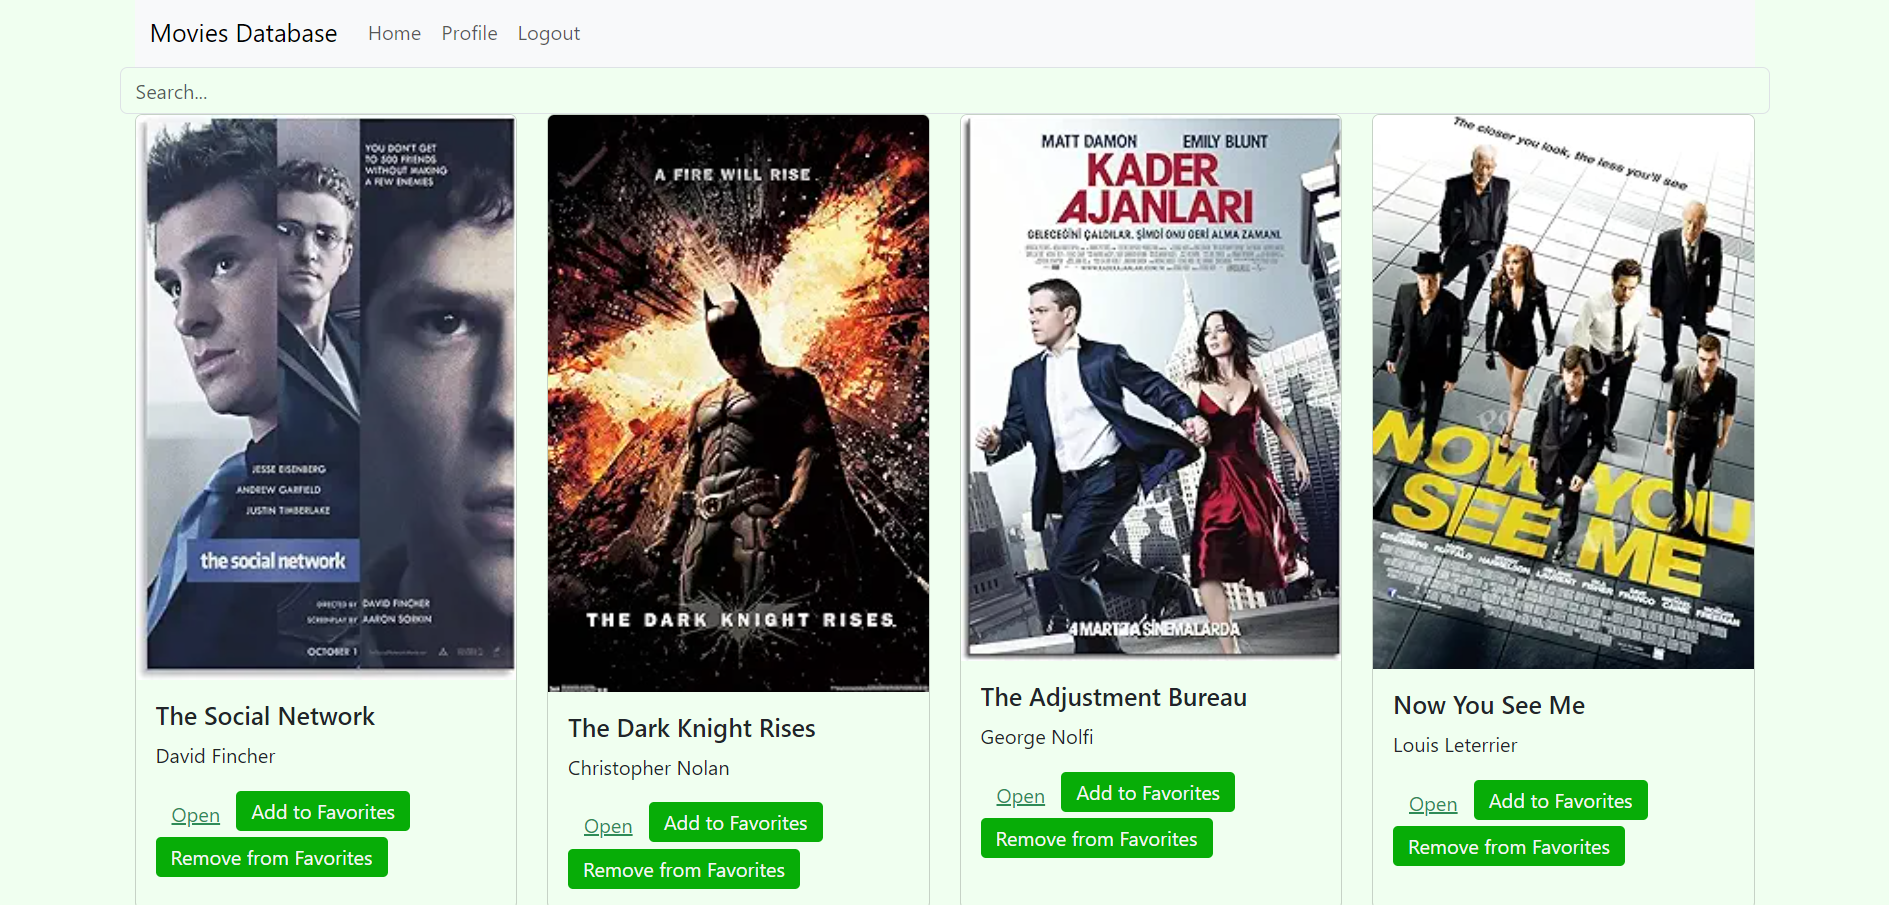 Movies Database
Home
Profile
Logout
Search...
YOU DON'T GET
TO 500 FRIENDS
WITHOUT MAKING
A FEW ENEMIES
JESSE EISENBERG
ANDREW GARFIELD
JUSTIN TIMBERLAKE
the social network
DIRECTED BY DAVID FINCHER
SCREENPLAY BY AARON SORKIN
OCTOBER 1
The Social Network
David Fincher
Open
Add to Favorites
Remove from Favorites
A FIRE WILL RISE.
THE DARK KNIGHT RISES
The Dark Knight Rises
Christopher Nolan
Open
Add to Favorites
Remove from Favorites
MATT DAMON EMILY BLUNT
KADER
AJANLARI
GELECEĞİNİ ÇALDILAR. ŞİMDİ ONU GERİ ALMA ZAMANI.
4 MART'TA SİNEMALARDA
The Adjustment Bureau
George Nolfi
Open
Add to Favorites
Remove from Favorites
The closer you look, the less you'll see
NOW YOU
SEE ME
Now You See Me
Louis Leterrier
Open
Add to Favorites
Remove from Favorites